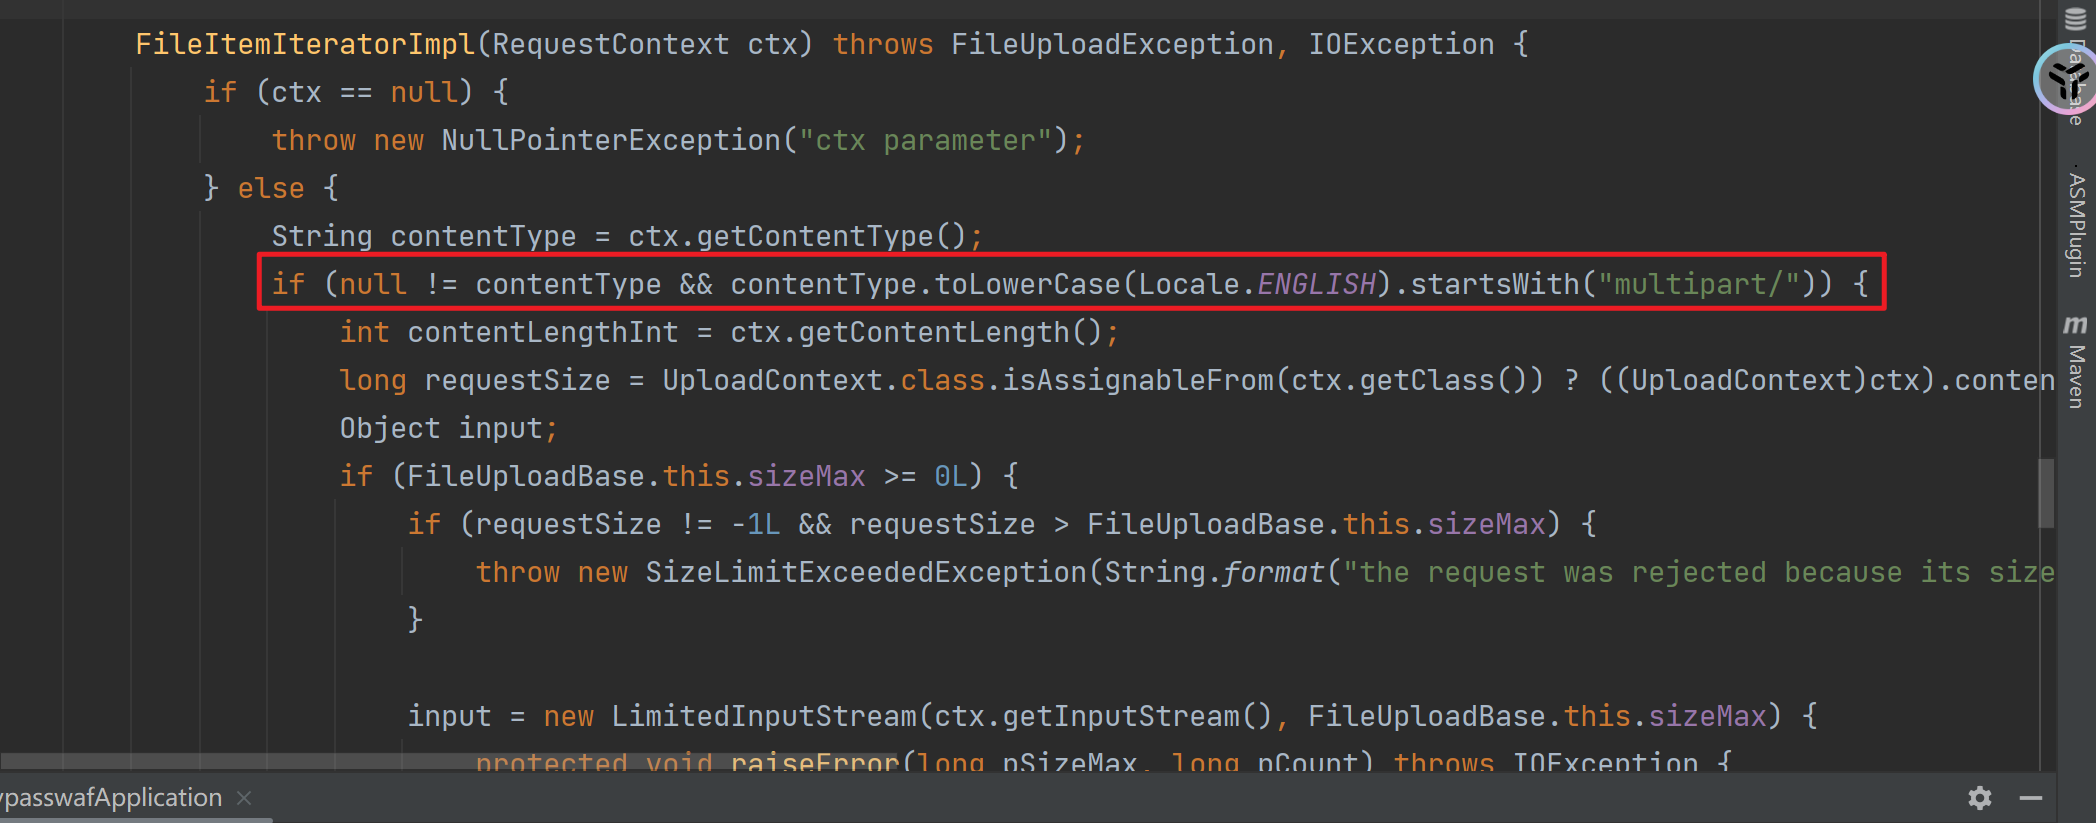 FileItemIteratorImpl(RequestContext ctx) throws FileUploadException, IOException {
if (ctx == null) {
throw new NullPointerException("ctx parameter");
} else {
String contentType = ctx.getContentType();
if (null != contentType && contentType.toLowerCase(Locale.ENGLISH).startsWith("multipart/")) {
int contentLengthInt = ctx.getContentLength();
long requestSize = UploadContext.class.isAssignableFrom(ctx.getClass()) ? ((UploadContext)ctx).conten
Object input;
if (FileUploadBase.this.sizeMax >= 0L) {
if (requestSize != -1L && requestSize > FileUploadBase.this.sizeMax) {
throw new SizeLimitExceededException(String.format("the request was rejected because its size
}
input = new LimitedInputStream(ctx.getInputStream(), FileUploadBase.this.sizeMax) {
protected void raiseError(long pSizeMax, long pCount) throws IOException {
ypasswafApplication
Database
ASMPlugin
m Maven